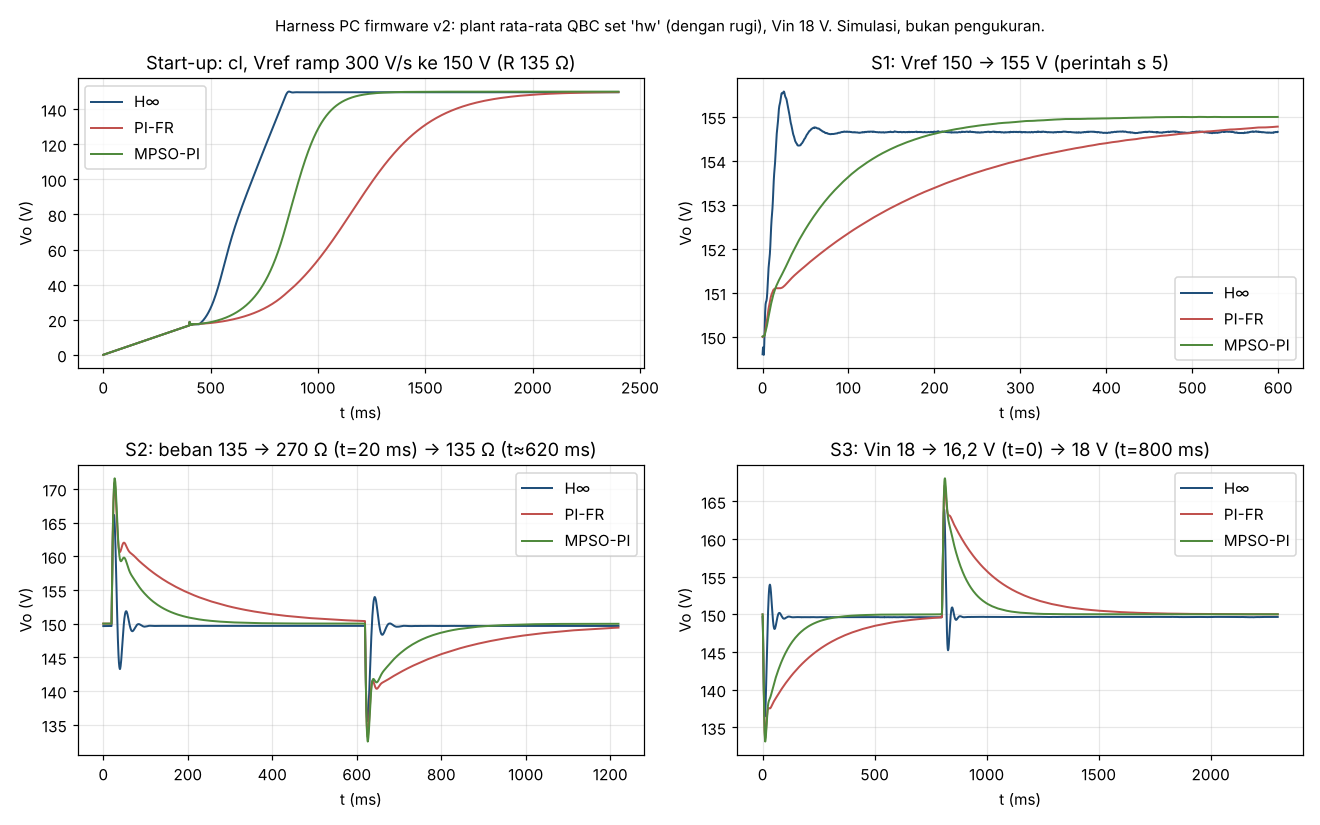 Harness PC firmware v2: plant rata-rata QBC set 'hw' (dengan rugi), Vin 18 V. Simulasi, bukan pengukuran.
Start-up: cl, Vref ramp 300 V/s ke 150 V (R 135 Ω)
Vo (V)
140
120
100
80
60
40
20
0
H∞
PI-FR
MPSO-PI
0
500
1000
1500
2000
2500
t (ms)
S1: Vref 150 → 155 V (perintah s 5)
Vo (V)
155
154
153
152
151
150
H∞
PI-FR
MPSO-PI
0
100
200
300
400
500
600
t (ms)
S2: beban 135 → 270 Ω (t=20 ms) → 135 Ω (t≈620 ms)
Vo (V)
170
165
160
155
150
145
140
135
H∞
PI-FR
MPSO-PI
0
200
400
600
800
1000
1200
t (ms)
S3: Vin 18 → 16,2 V (t=0) → 18 V (t=800 ms)
Vo (V)
165
160
155
150
145
140
135
H∞
PI-FR
MPSO-PI
0
500
1000
1500
2000
t (ms)